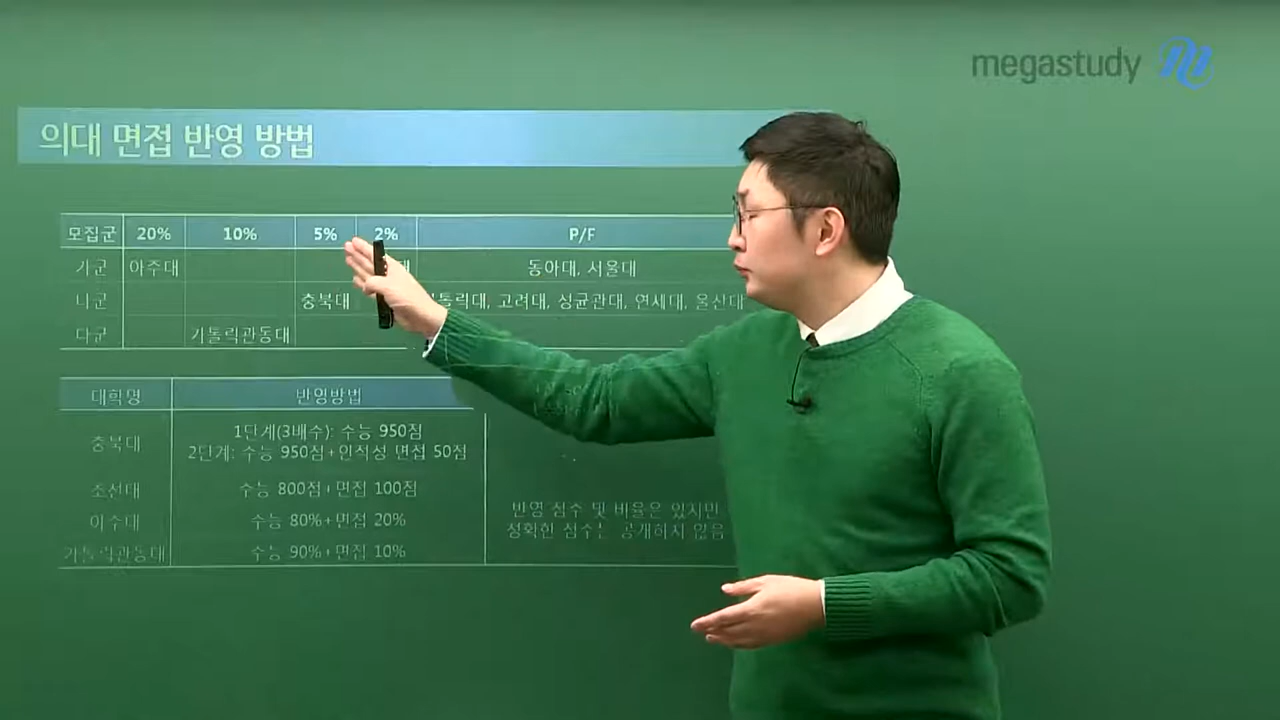 megastudy
의대 면접 반영 방법
모집군 20% 10% 5% 2% P/F
가군 아주대 동아대, 서울대
나군 충북대 고려대, 성균관대, 연세대, 울산대
다군 가톨릭관동대
대학명 반영방법
충북대 1단계(3배수): 수능 950점
2단계: 수능 950점+인적성 면접 50점
조선대 수능 800점+면접 100점
아주대 수능 80%+면접 20%
가톨릭관동대 수능 90%+면접 10%
반영 점수 및 비율은 있지만
정확한 점수는 공개하지 않음